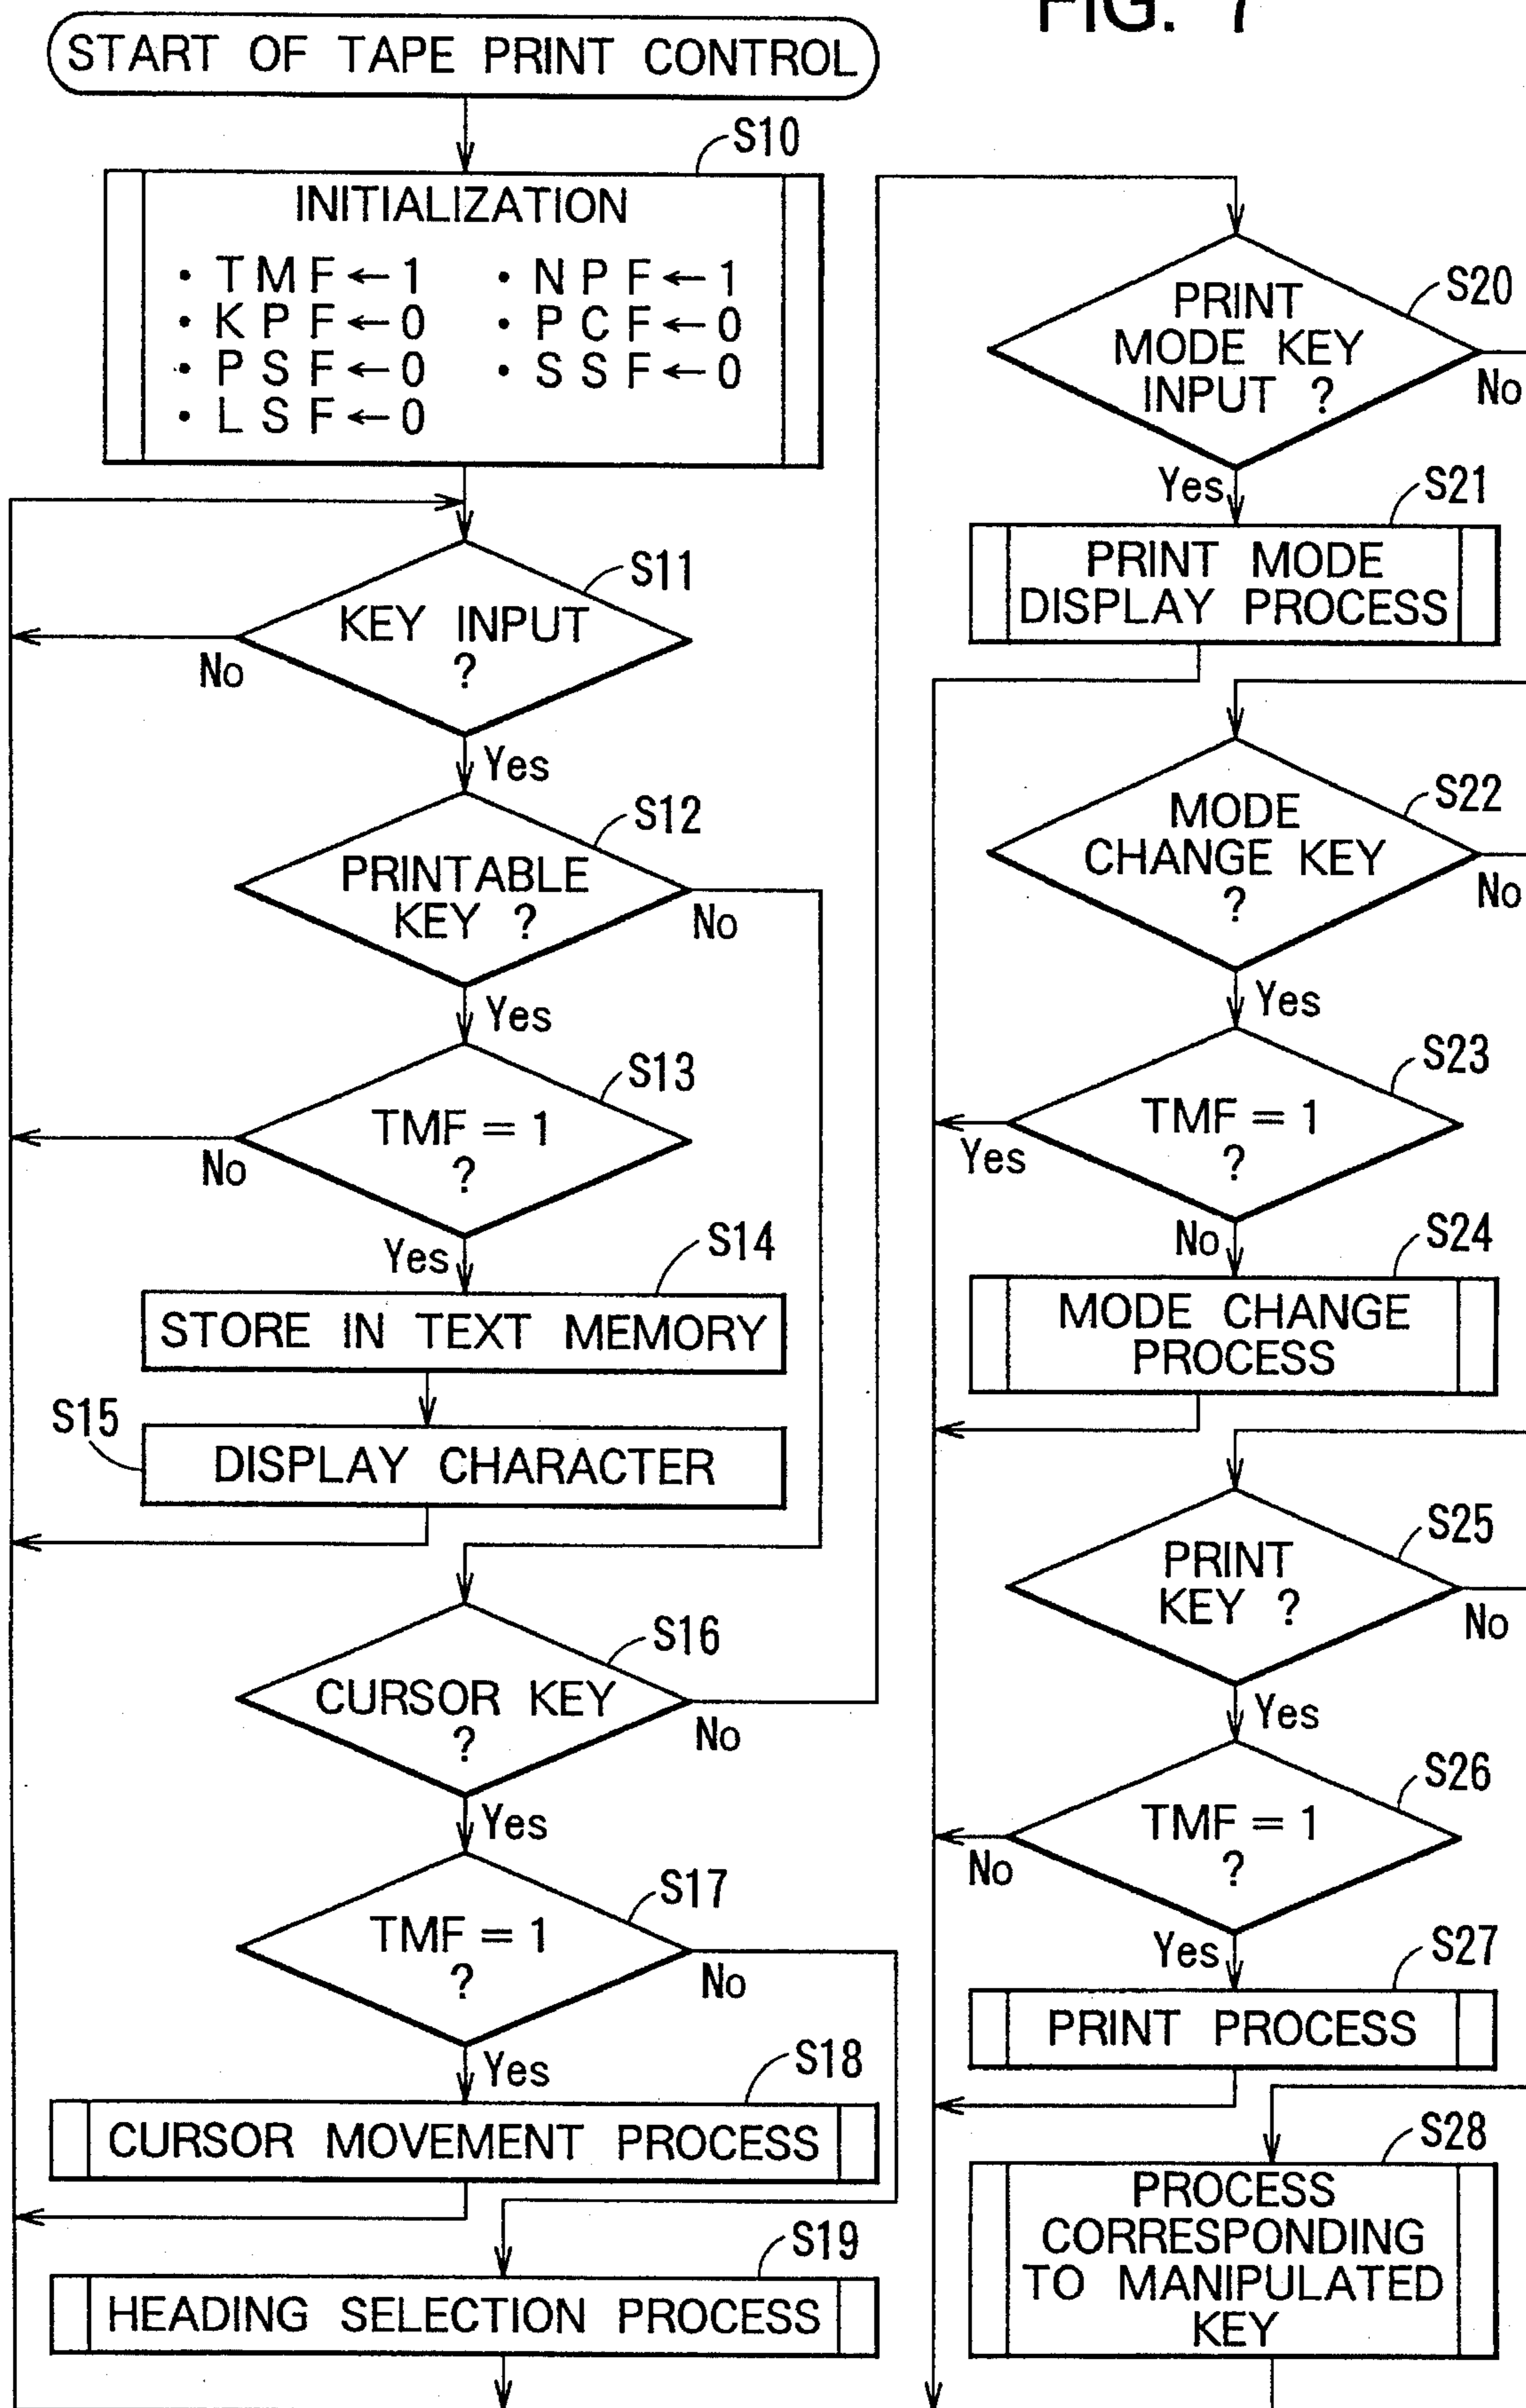 FIG. 7
START OF TAPE PRINT CONTROL
S10
INITIALIZATION
· TMF←1 · NPF←1
· KPF←0 · PCF←0
· PSF←0 · SSF←0
· LSF←0
S11
KEY INPUT
?
No
Yes
S12
PRINTABLE
KEY ?
No
Yes
S13
TMF = 1
?
No
Yes
S14
STORE IN TEXT MEMORY
S15
DISPLAY CHARACTER
S16
CURSOR KEY
?
No
Yes
S17
TMF = 1
?
No
Yes
S18
CURSOR MOVEMENT PROCESS
S19
HEADING SELECTION PROCESS
S20
PRINT
MODE KEY
INPUT ?
No
Yes
S21
PRINT MODE
DISPLAY PROCESS
S22
MODE
CHANGE KEY
?
No
Yes
S23
TMF = 1
?
Yes
No
S24
MODE CHANGE
PROCESS
S25
PRINT
KEY ?
No
Yes
S26
TMF = 1
?
No
Yes
S27
PRINT PROCESS
S28
PROCESS
CORRESPONDING
TO MANIPULATED
KEY